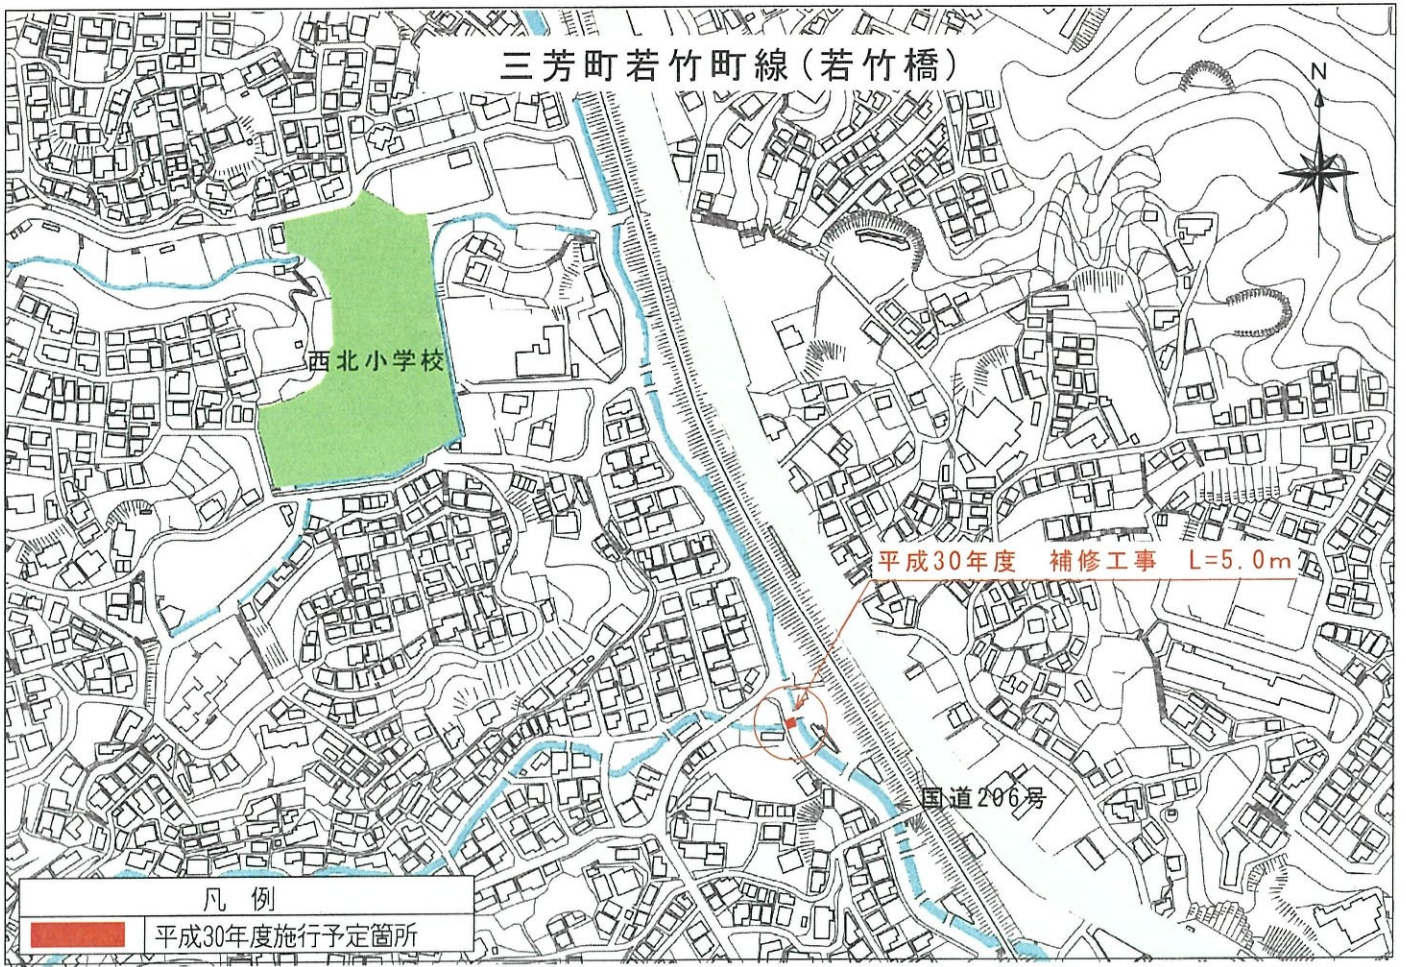 三芳町若竹町線(若竹橋)
N
西北小学校
平成30年度 補修工事 L=5.0m
国道206号
凡例
平成30年度施行予定箇所